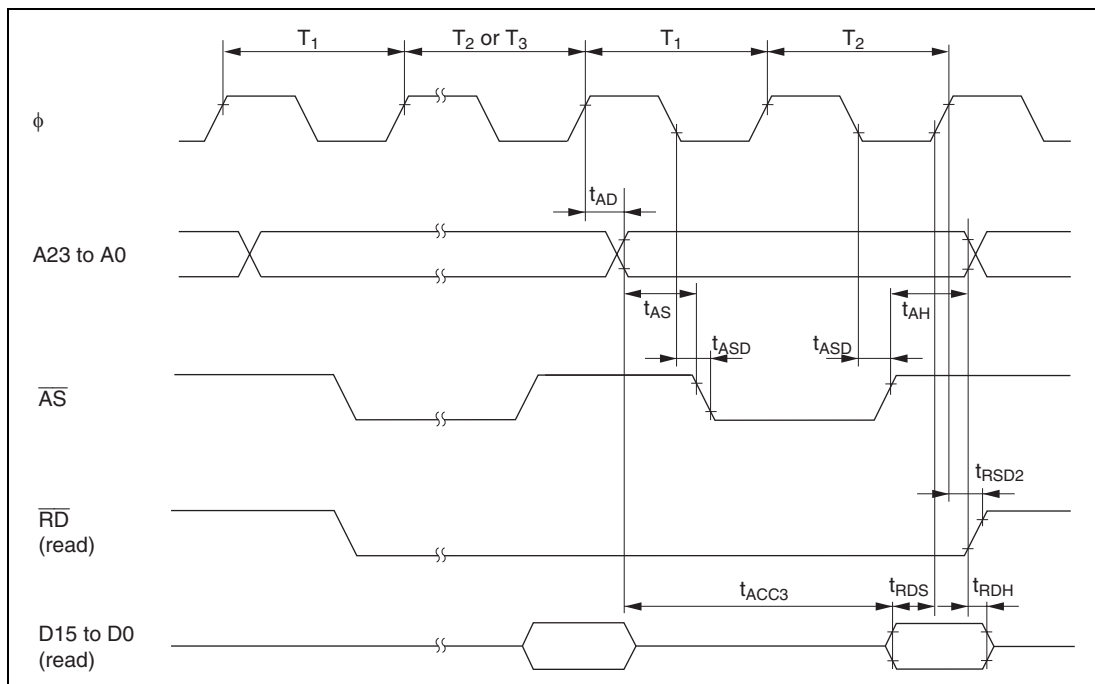 T1 T2 or T3 T1 T2
ϕ
tAD
A23 to A0
tAS tAH
tASD tASD
AS
tRSD2
RD
(read)
tACC3 tRDS tRDH
D15 to D0
(read)